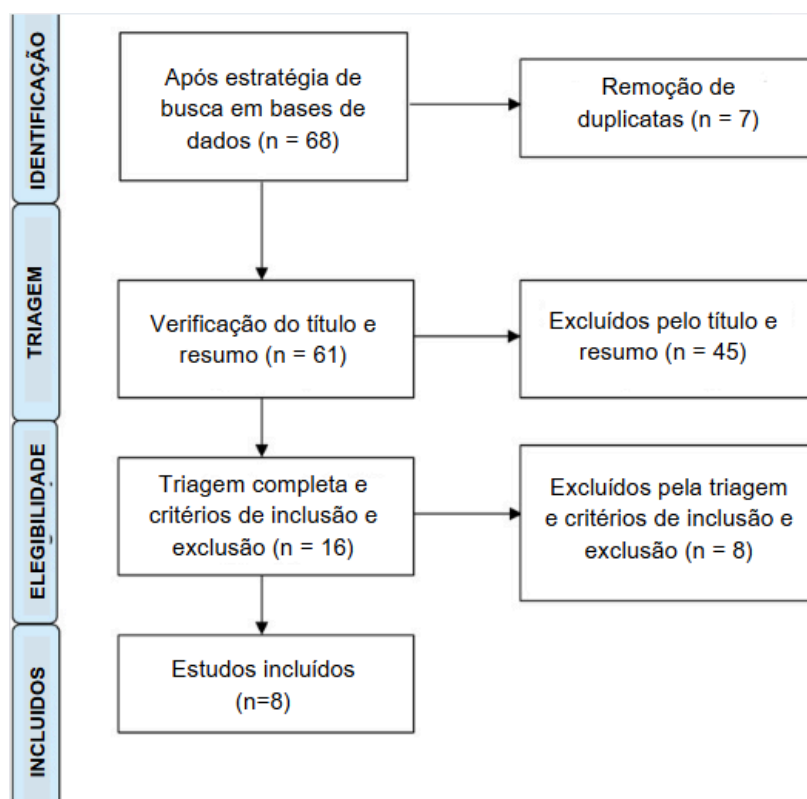 IDENTIFICAÇÃO
Após estratégia de
busca em bases de
dados (n = 68)
Remoção de
duplicatas (n = 7)
TRIAGEM
Verificação do título e
resumo (n = 61)
Excluídos pelo título e
resumo (n = 45)
ELEGIBILIDADE
Triagem completa e
critérios de inclusão e
exclusão (n = 16)
Excluídos pela triagem
e critérios de inclusão e
exclusão (n = 8)
INCLUIDOS
Estudos incluídos
(n=8)